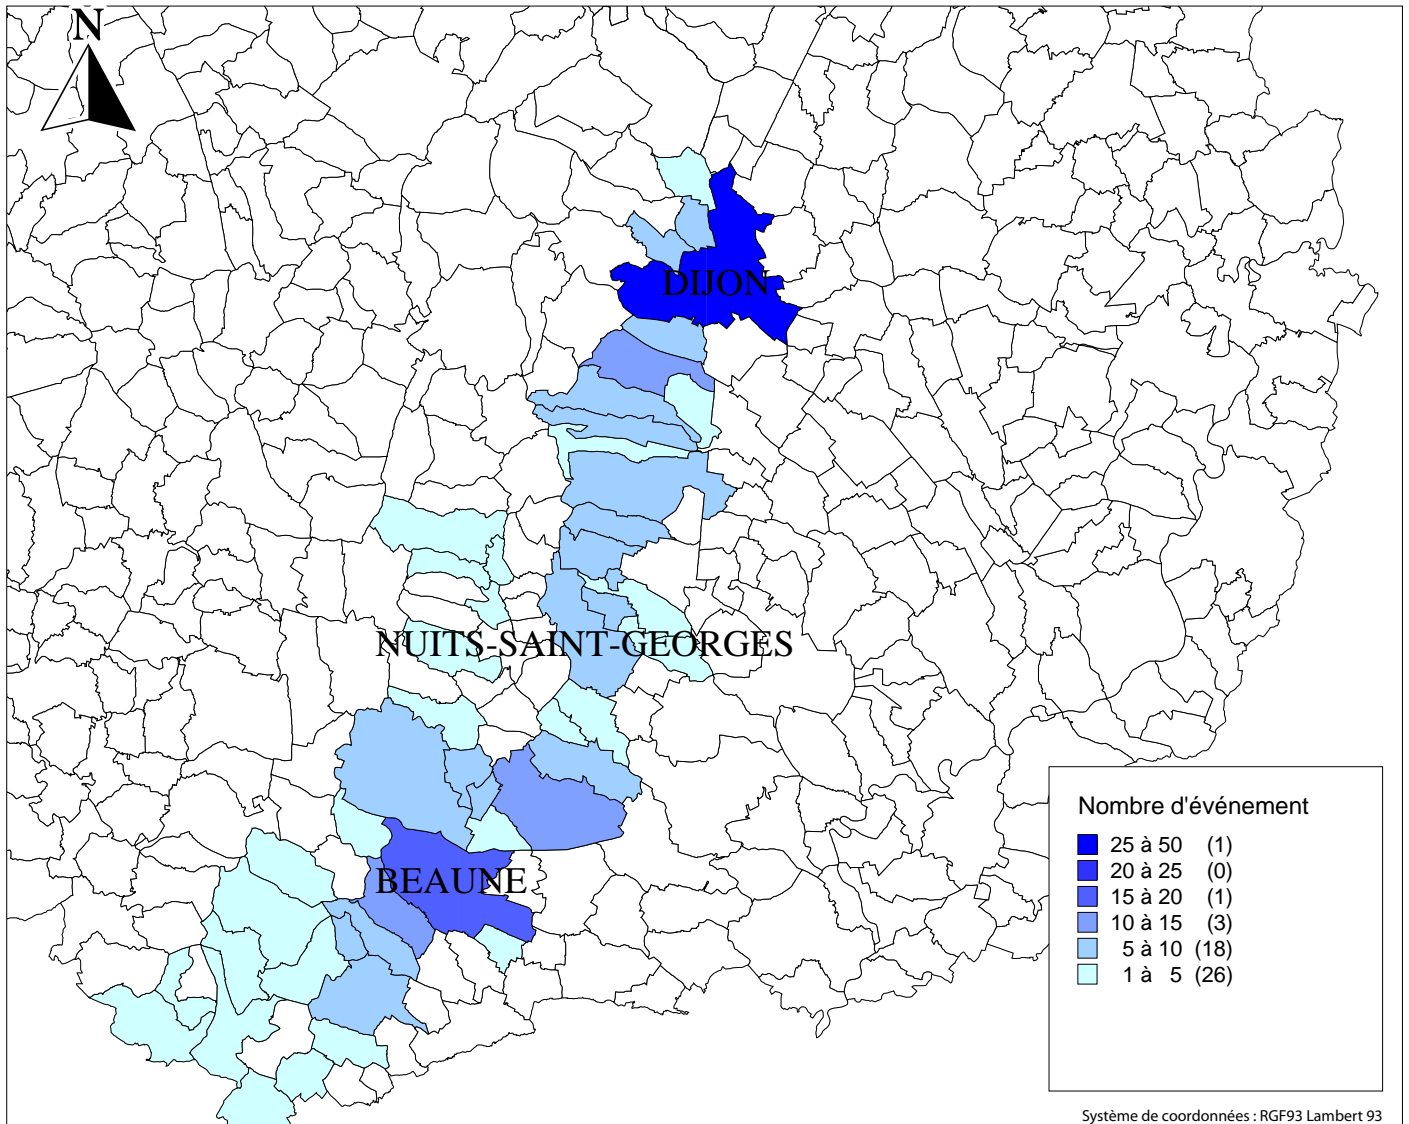 N
DIJON
NUITS-SAINT-GEORGES
BEAUNE
Nombre d'événement
25 à 50 (1)
20 à 25 (0)
15 à 20 (1)
10 à 15 (3)
5 à 10 (18)
1 à 5 (26)
Système de coordonnées : RGF93 Lambert 93